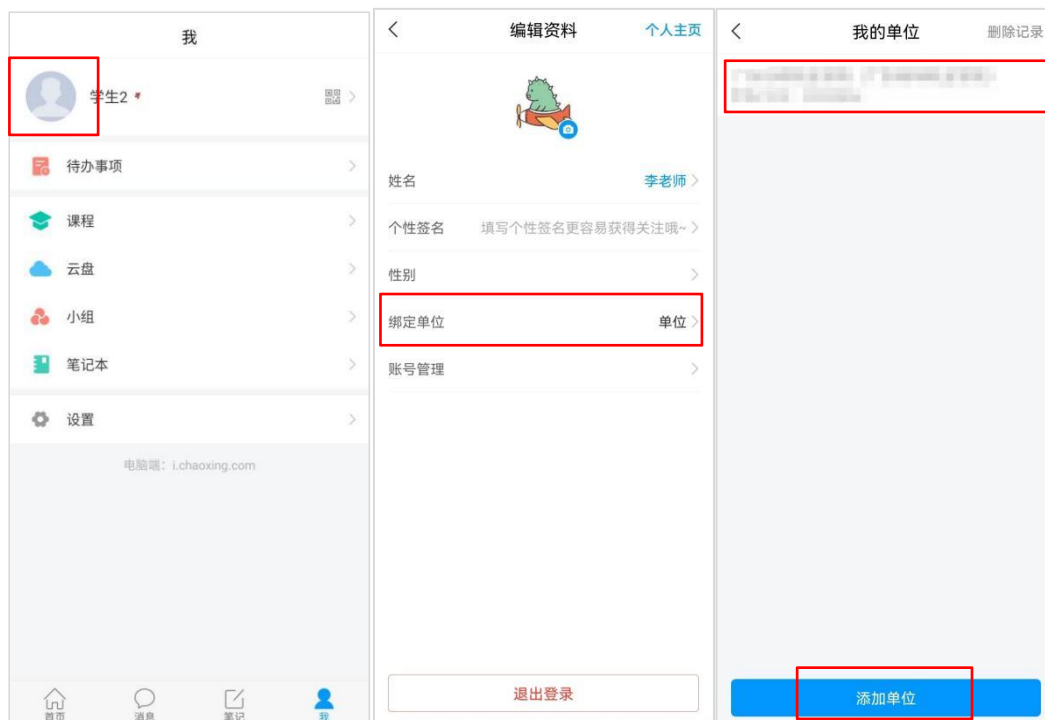 我
学生2
待办事项
课程
云盘
小组
笔记本
设置
电脑端：i.chaoxing.com
首页
消息
笔记
我
编辑资料
个人主页
姓名
李老师
个性签名
填写个性签名更容易获得关注哦~
性别
绑定单位
单位
账号管理
退出登录
我的单位
删除记录
添加单位